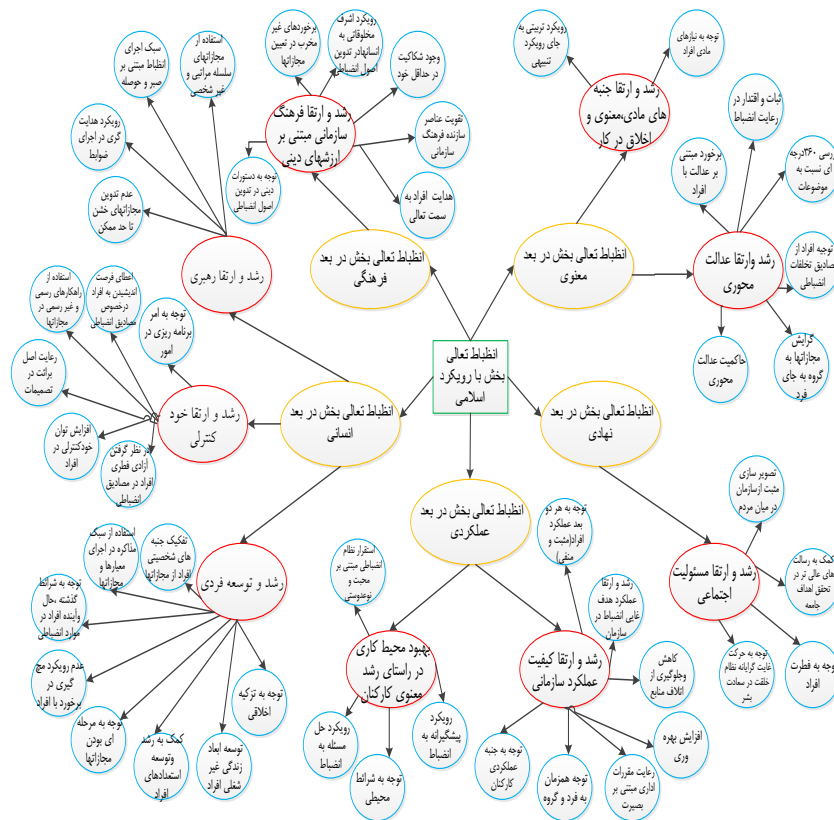 انظباط تعالی
بخش با رویکرد
اسلامی
انظباط تعالی بخش در بعد
فرهنگی
رشد و ارتقا فرهنگ
سازمانی مبتنی بر
ارزشهای دینی
برخوردهای غیر
مخرب در تعیین
مجازاتها
رویکرد اشرف
مخلوقاتی به
انسانهادر تدوین
اصول انضباطی
وجود شکاکیت
در حداقل خود
تقویت عناصر
سازنده فرهنگ
سازمانی
هدایت افراد به
سمت تعالی
توجه به دستورات
دینی در تدوین
اصول انضباطی
انظباط تعالی بخش در بعد
معنوی
رشد و ارتقا جنبه
های مادی،معنوی و
اخلاق در کار
رویکرد تربیتی به
جای رویکرد
تنبیهی
توجه به نیازهای
مادی افراد
رشد وارتقا عدالت
محوری
برخورد مبتنی
بر عدالت با
افراد
ثبات و اقتدار در
رعایت انضباط
ررسی ۳۶۰درجه
ای نسبت به
موضوعات
توجیه افراد از
صادیق تخلفات
انضباطی
گرایش
مجازاتها به
گروه به جای
فرد
حاکمیت عدالت
محوری
انظباط تعالی بخش در بعد
نهادی
رشد و ارتقا مسئولیت
اجتماعی
تصویر سازی
مثبت ازسازمان
در میان مردم
کمک به رسالت
های عالی تر در
تحقق اهداف
جامعه
توجه به فطرت
افراد
توجه به حرکت
غایت گرایانه نظام
خلقت در سعادت
بشر
انظباط تعالی بخش در بعد
عملکردی
رشد و ارتقا کیفیت
عملکرد سازمانی
توجه به هر دو
بعد عملکرد
افراد(مثبت و
منفی)
رشد و ارتقا
عملکرد هدف
غایی انضباط در
سازمان
کاهش
وجلوگیری از
اتلاف منابع
افزایش بهره
وری
رعایت مقررات
اداری مبتنی بر
بصیرت
توجه همزمان
به فرد و گروه
توجه به جنبه
عملکردی
کارکنان
بهبود محیط کاری
در راستای رشد
معنوی کارکنان
استقرار نظام
انضباطی مبتنی بر
محبت و
نوعدوستی
رویکرد
پیشگیرانه به
انضباط
توجه به شرائط
محیطی
رویکرد حل
مسئله به
انضباط
انظباط تعالی بخش در بعد
انسانی
رشد و ارتقا رهبری
استفاده از
مجازاتهای
سلسله مراتبی و
غیر شخصی
سبک اجرای
انظباط مبتنی بر
صبر و حوصله
رویکرد هدایت
گری در اجرای
ضوابط
عدم تدوین
مجازاتهای خشن
تا حد ممکن
رشد و ارتقا خود
کنترلی
توجه به امر
برنامه ریزی در
امور
اعطای فرصت
اندیشیدن به افراد
درخصوص
مصادیق انضباطی
استفاده از
راهکارهای رسمی
و غیر رسمی در
مجازاتها
رعایت اصل
برائت در
تصمیمات
افزایش توان
خودکنترلی در
افراد
در نظر گرفتن
آزادی فطری
افراد در مصادیق
انضباطی
رشد و توسعه فردی
تفکیک جنبه
های شخصیتی
افراد از مجازاتها
استفاده از سبک
مذاکره در اجرای
معیارها و
مجازاتها
توجه به شرائط
گذشته ،حال
وآینده افراد در
موارد انضباطی
عدم رویکرد مچ
گیری در
برخورد با افراد
توجه به مرحله
ای بودن
مجازاتها
کمک به رشد
وتوسعه
استعدادهای
افراد
توسعه ابعاد
زندگی غیر
شغلی افراد
توجه به تزکیه
اخلاقی